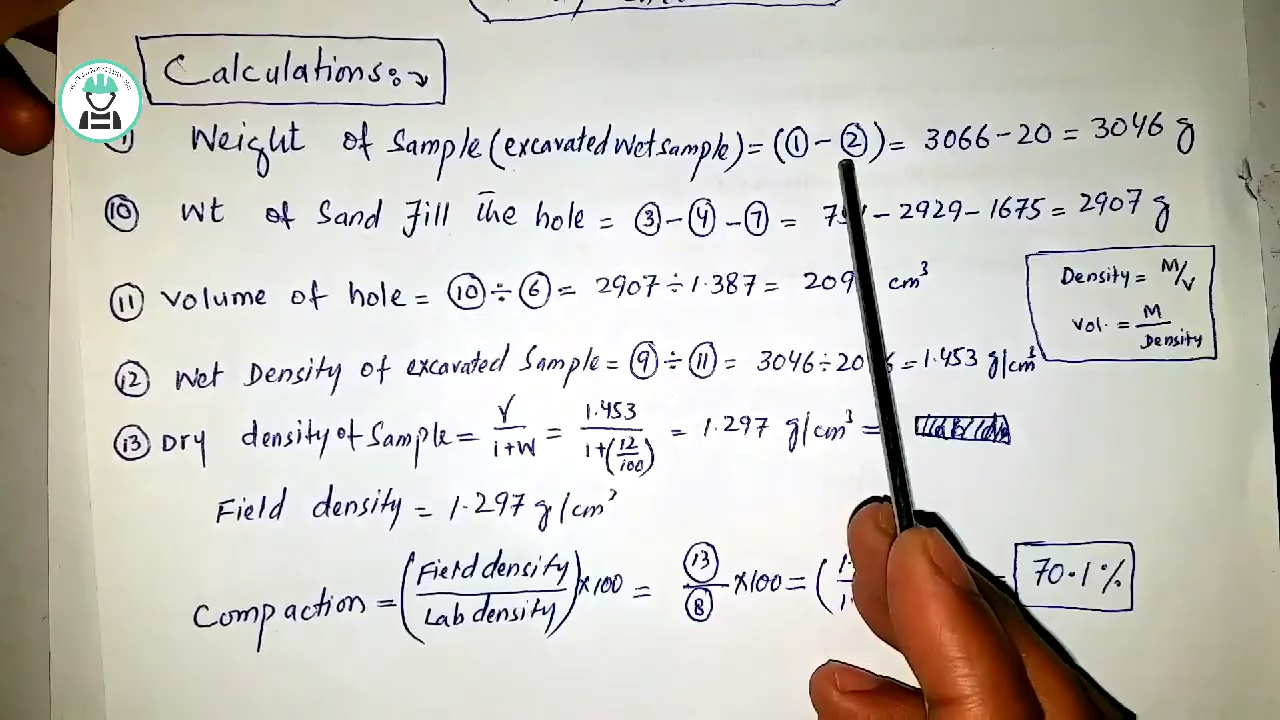 Calculations:→
Weight of Sample (excavated Wet sample) = (① - ②) = 3066 - 20 = 3046 g
⑩ Wt of Sand fill The hole = ③ - ④ - ⑦ = - 2929 - 1675 = 2907 g
⑪ Volume of hole = ⑩ ÷ ⑥ = 2907 ÷ 1.387 = cm³
Density = M/V
Vol. = M/Density
⑫ Wet Density of excavated Sample = ⑨ ÷ ⑪ = 3046 ÷ = 1.453 g/cm³
⑬ Dry density of Sample = γ/1+W = 1.453/1+(12/100) = 1.297 g/cm³ =
Field density = 1.297 g/cm³
Compaction = (Field density/Lab density) × 100 = ⑬/⑧ × 100 = ( 70.1 %